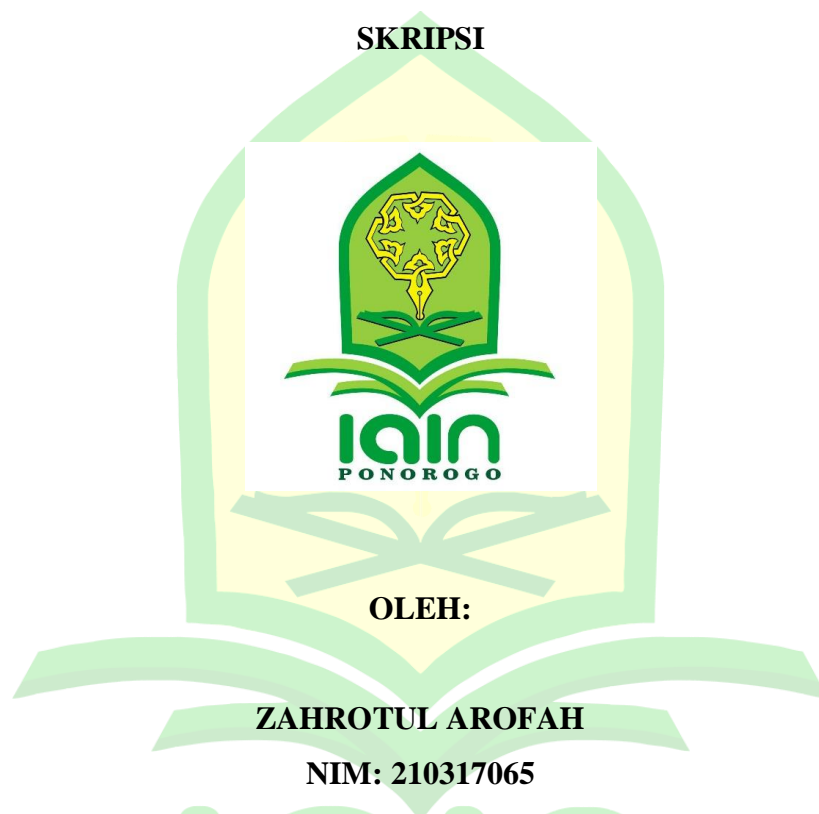 SKRIPSI
iain
PONOROGO
OLEH:
ZAHROTUL AROFAH
NIM: 210317065